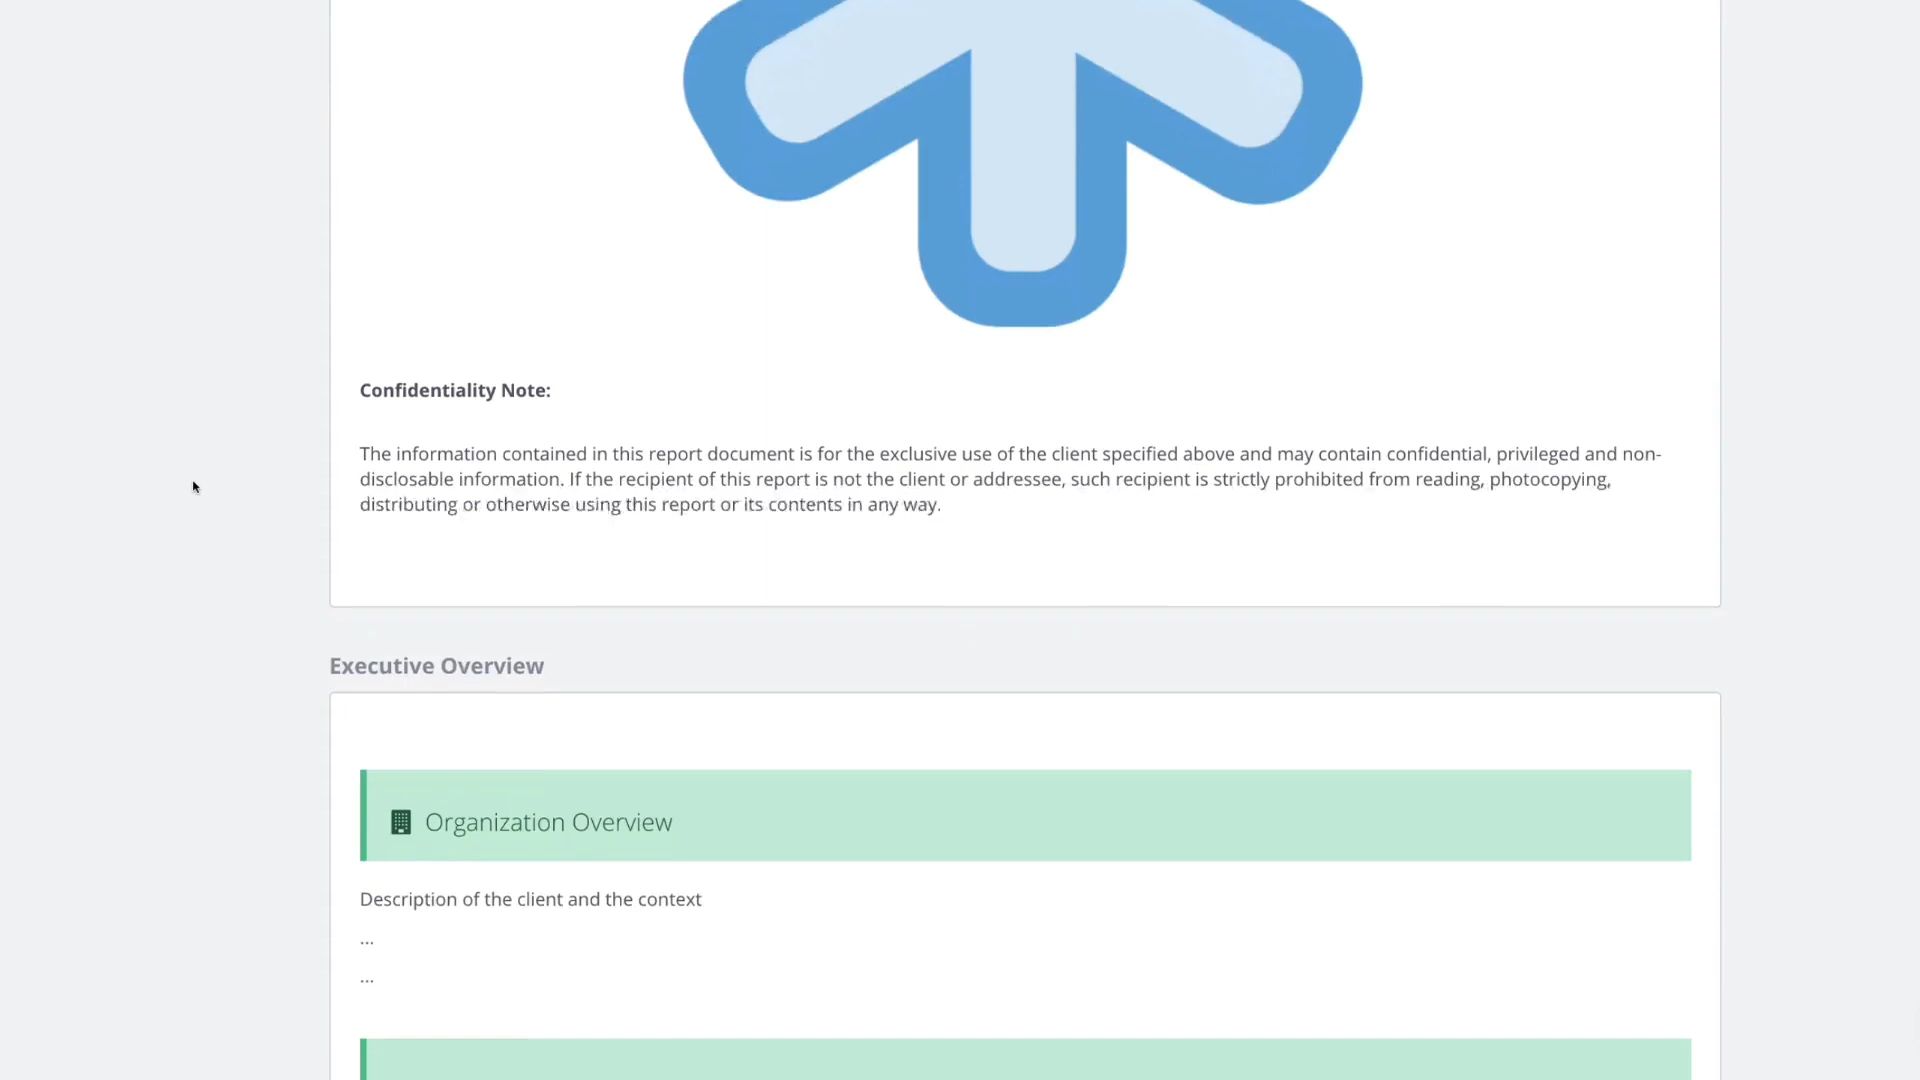 Confidentiality Note:
The information contained in this report document is for the exclusive use of the client specified above and may contain confidential, privileged and non-
disclosable information. If the recipient of this report is not the client or addressee, such recipient is strictly prohibited from reading, photocopying,
distributing or otherwise using this report or its contents in any way.
Executive Overview
Organization Overview
Description of the client and the context
...
...